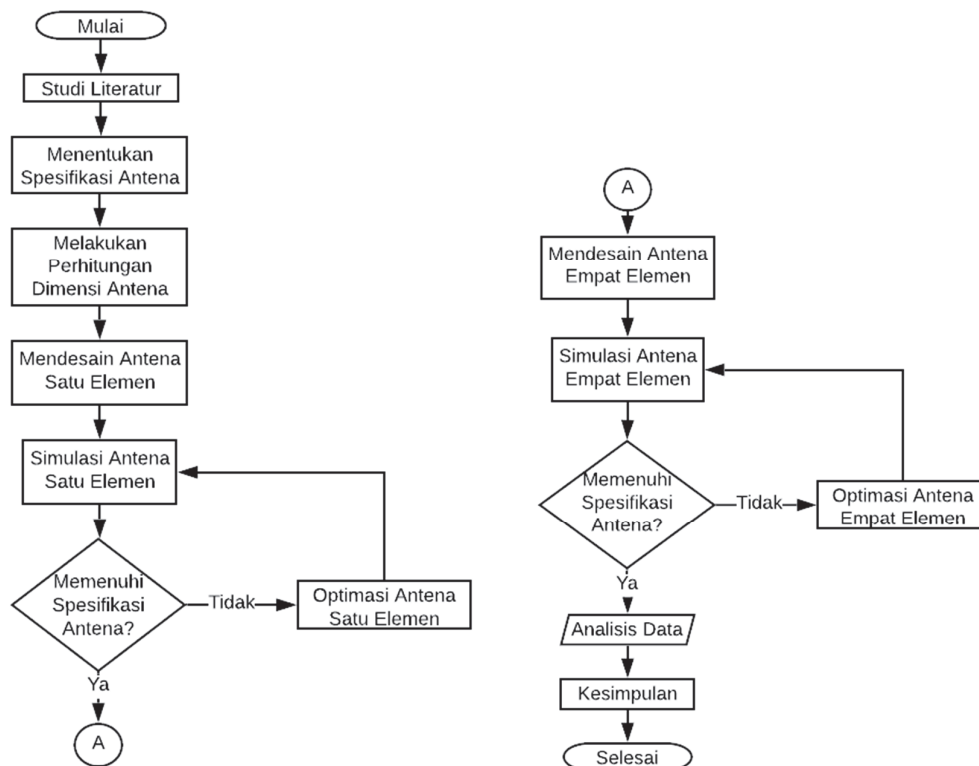 Mulai
Studi Literatur
Menentukan
Spesifikasi Antena
Melakukan
Perhitungan
Dimensi Antena
Mendesain Antena
Satu Elemen
Simulasi Antena
Satu Elemen
Memenuhi
Spesifikasi
Antena?
Tidak
Optimasi Antena
Satu Elemen
Ya
A
A
Mendesain Antena
Empat Elemen
Simulasi Antena
Empat Elemen
Memenuhi
Spesifikasi
Antena?
Tidak
Optimasi Antena
Empat Elemen
Ya
Analisis Data
Kesimpulan
Selesai